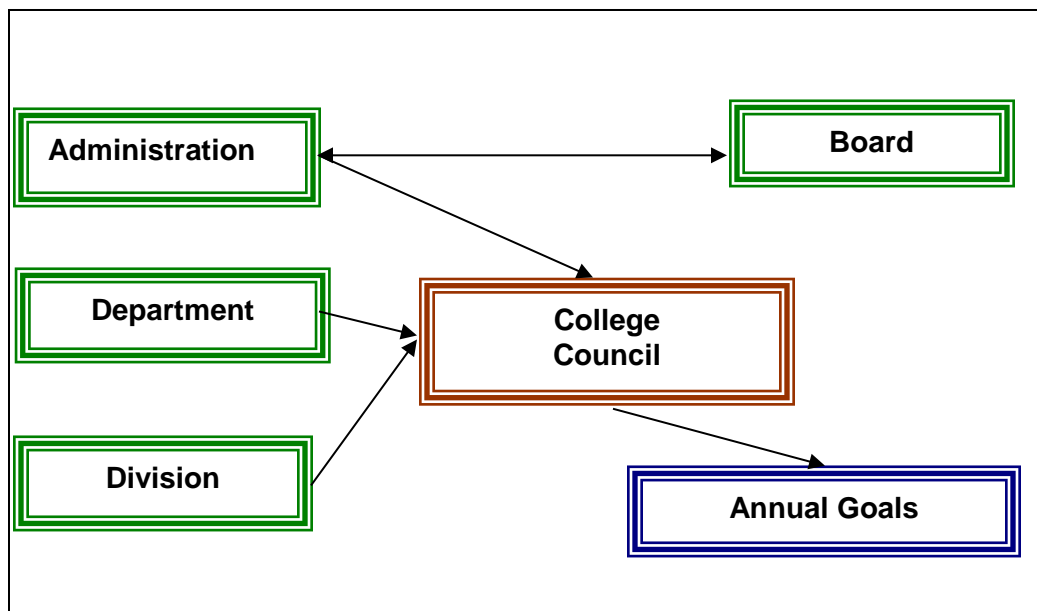 Administration
Board
Department
College
Council
Division
Annual Goals